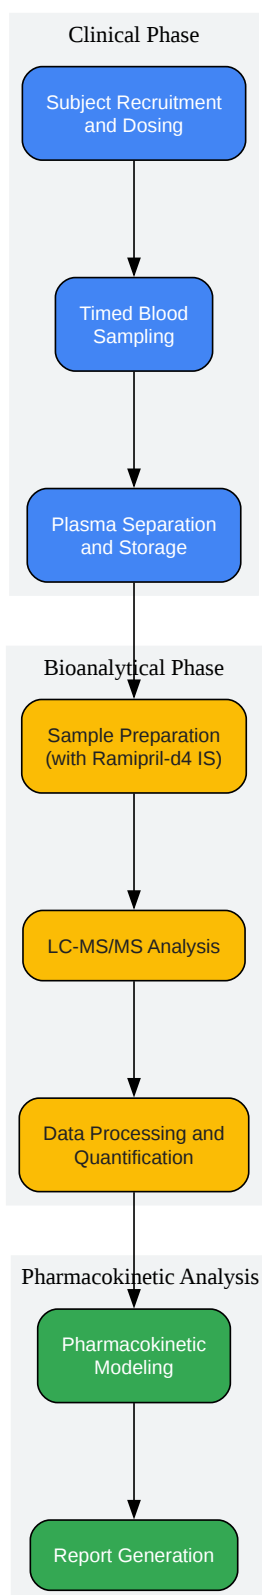 Clinical Phase
Subject Recruitment
and Dosing
Timed Blood
Sampling
Plasma Separation
and Storage
Bioanalytical Phase
Sample Preparation
(with Ramipril-d4 IS)
LC-MS/MS Analysis
Data Processing and
Quantification
Pharmacokinetic Analysis
Pharmacokinetic
Modeling
Report Generation